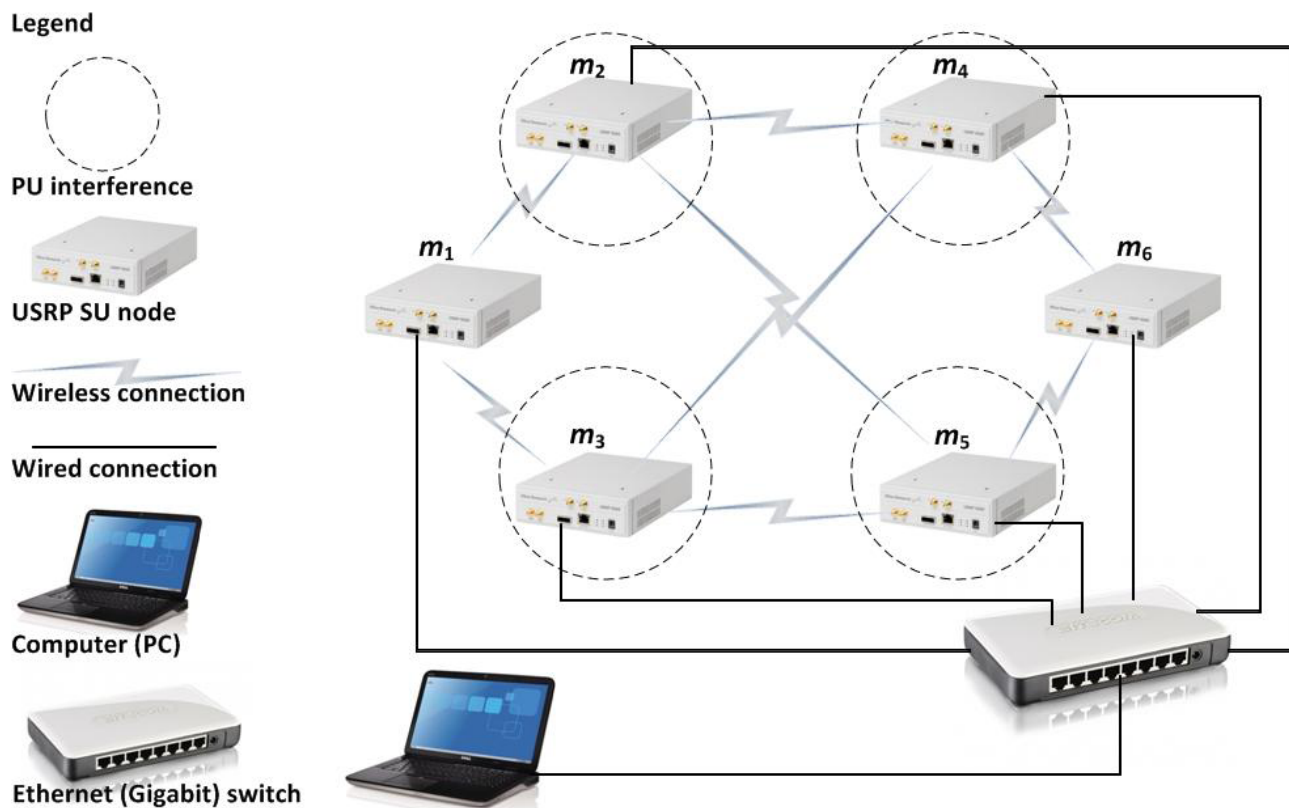 Legend
PU interference
USRP SU node
Wireless connection
Wired connection
Computer (PC)
Ethernet (Gigabit) switch
m2
m4
m1
m6
m3
m5